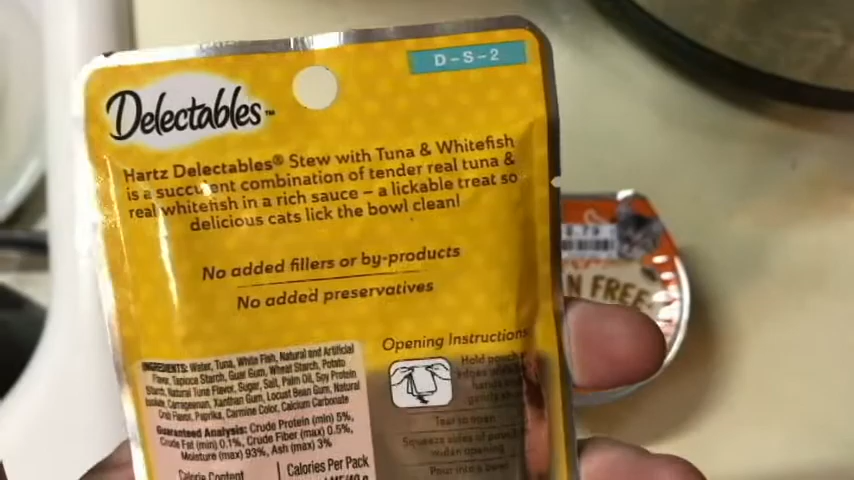 D-S-2
Delectables™
Hartz Delectables® Stew with Tuna & Whitefish
is a succulent combination of tender real tuna &
real whitefish in a rich sauce – a lickable treat so
delicious cats lick the bowl clean!
No added fillers or by-products
No added preservatives
Opening Instructions
Hold pouch
Tear to open
Squeeze sides of pouch
to widen opening
Pour into a bowl
INGREDIENTS: Water, Tuna, White Fish, Natural and Artificial
Flavor, Tapioca Starch, Guar Gum, Wheat Starch, Potato
Starch, Natural Tuna Flavor, Sugar, Salt, Palm Oil, Soy Protein
Isolate, Carrageenan, Xanthan Gum, Locust Bean Gum, Natural
Crab Flavor, Paprika, Carmine Color, Calcium Carbonate
Guaranteed Analysis: Crude Protein (min) 5%,
Crude Fat (min) 0.1%, Crude Fiber (max) 0.5%,
Moisture (max) 93%, Ash (max) 3%
Calorie Content
Calories Per Pack
N FREE